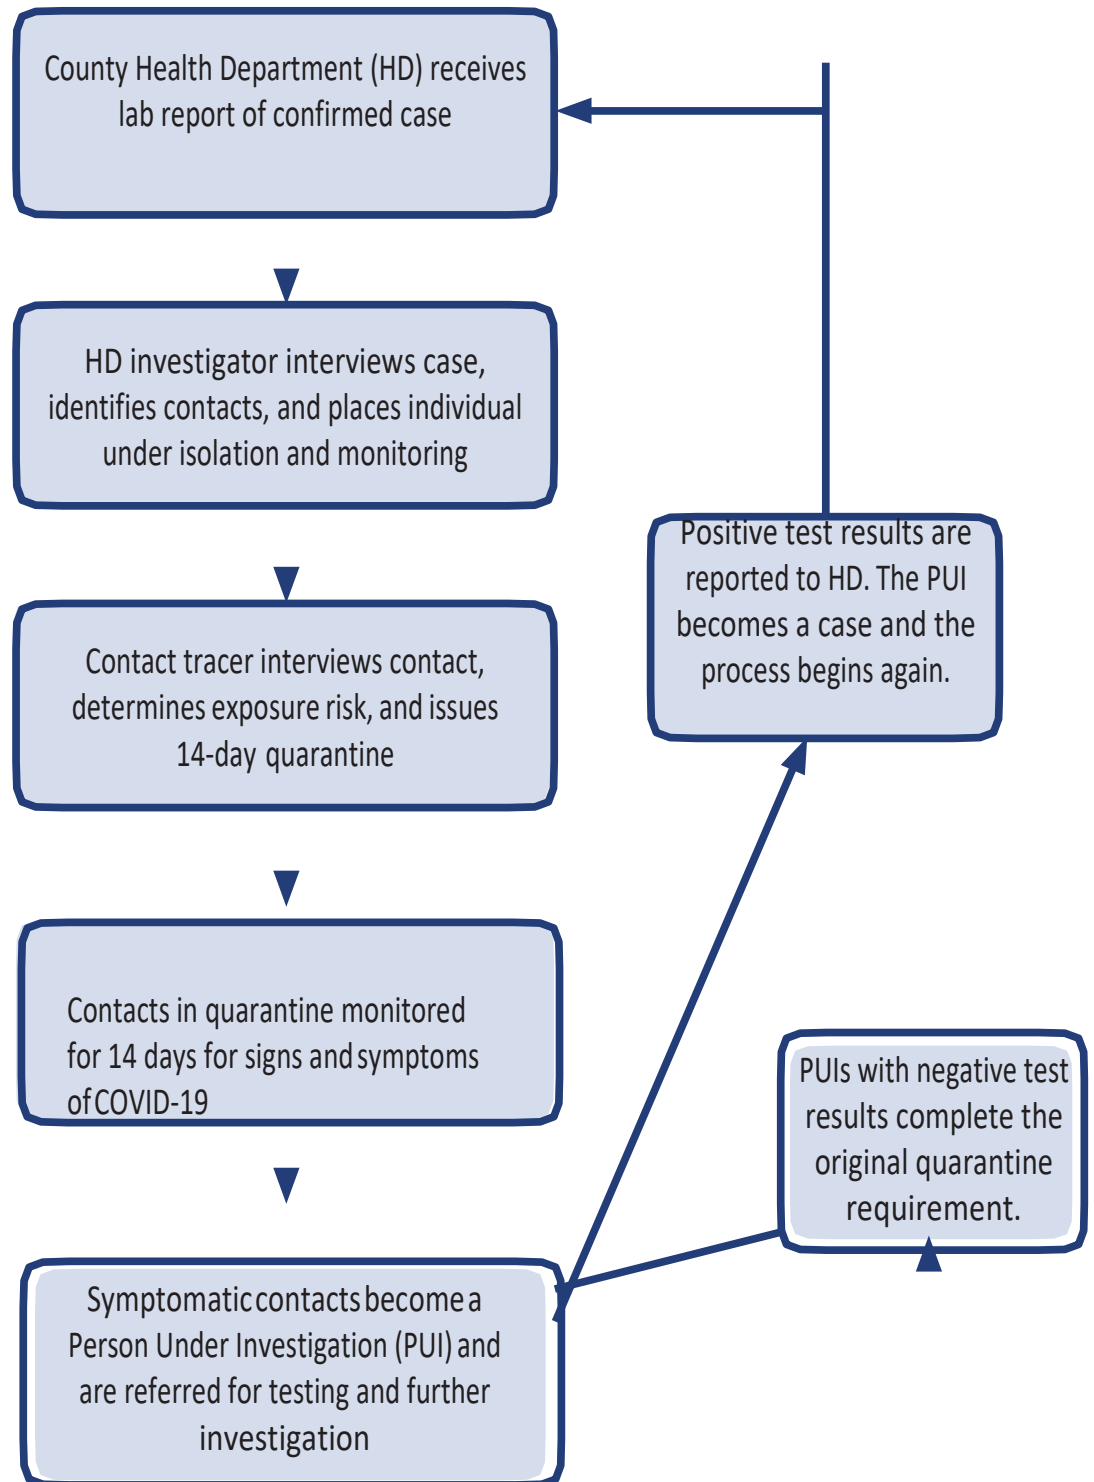 County Health Department (HD) receives
lab report of confirmed case
HD investigator interviews case,
identifies contacts, and places individual
under isolation and monitoring
Contact tracer interviews contact,
determines exposure risk, and issues
14-day quarantine
Contacts in quarantine monitored
for 14 days for signs and symptoms
of COVID-19
Symptomatic contacts become a
Person Under Investigation (PUI) and
are referred for testing and further
investigation
Positive test results are
reported to HD. The PUI
becomes a case and the
process begins again.
PUIs with negative test
results complete the
original quarantine
requirement.